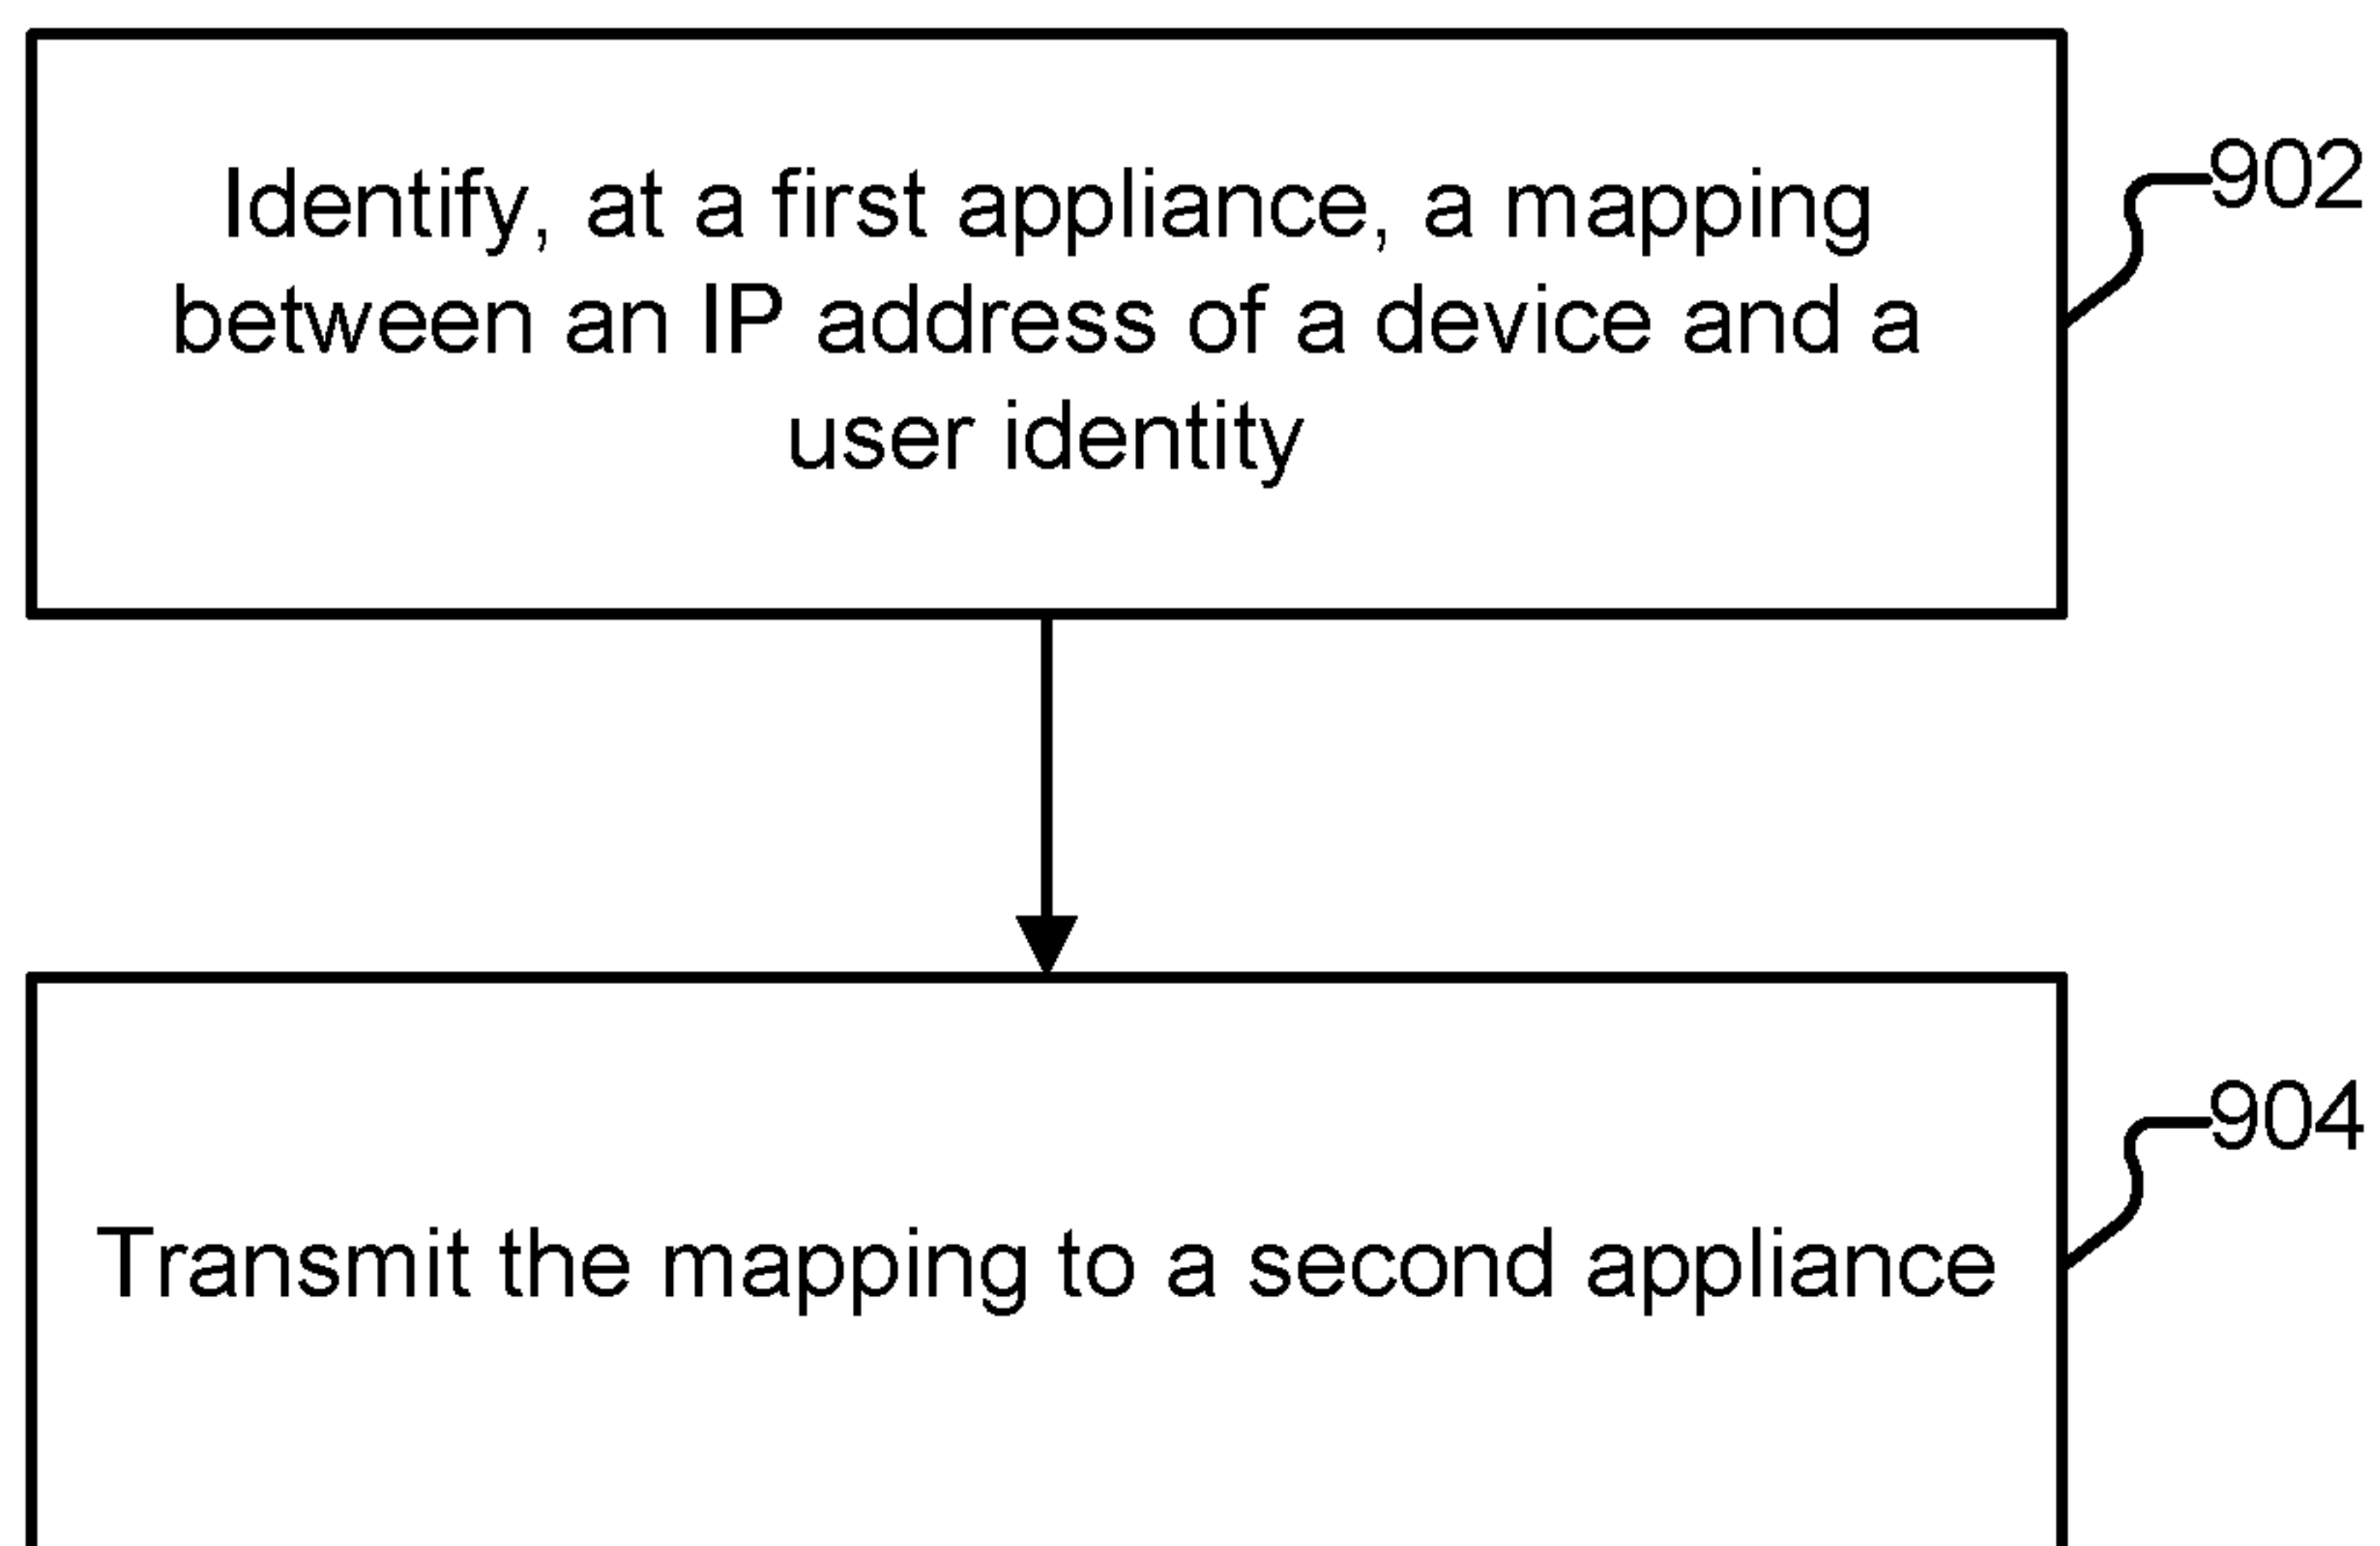 Identify, at a first appliance, a mapping
between an IP address of a device and a
user identity
902
Transmit the mapping to a second appliance
904